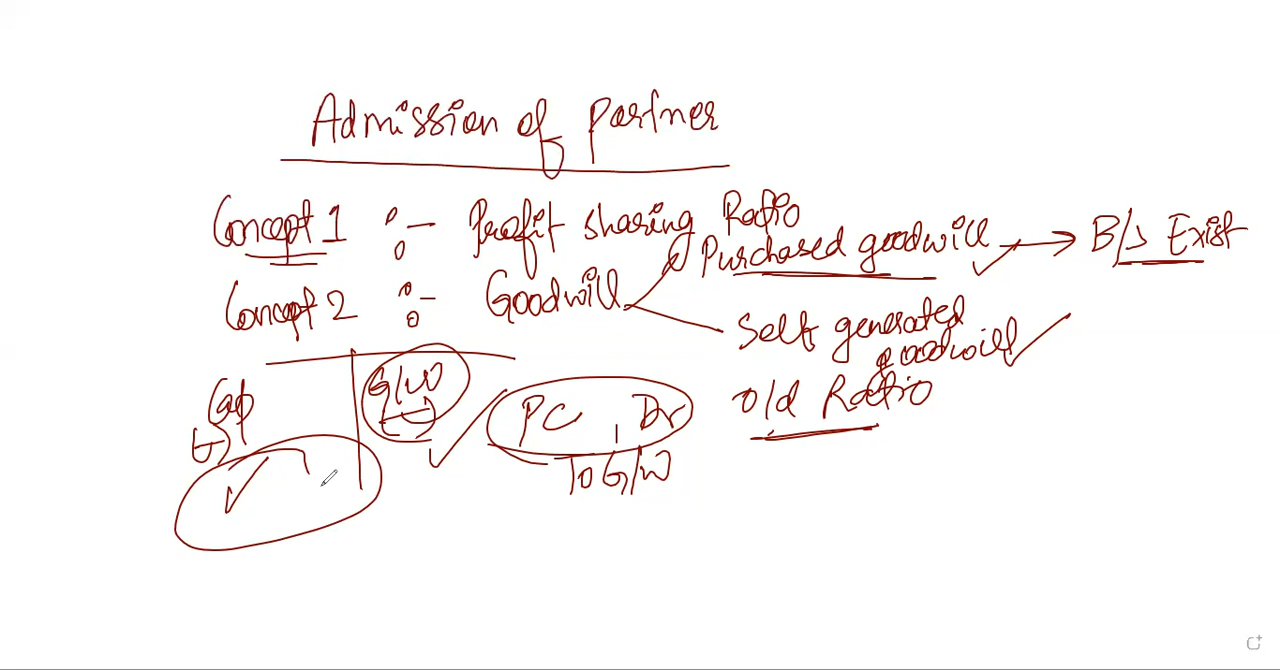 Admission of Partner
Concept 1 :- Profit sharing Ratio
Purchased goodwill → B/S Exist
Concept 2 :- Goodwill
Self generated
goodwill
G/W
Cap
PC Dr
old Ratio
To G/W